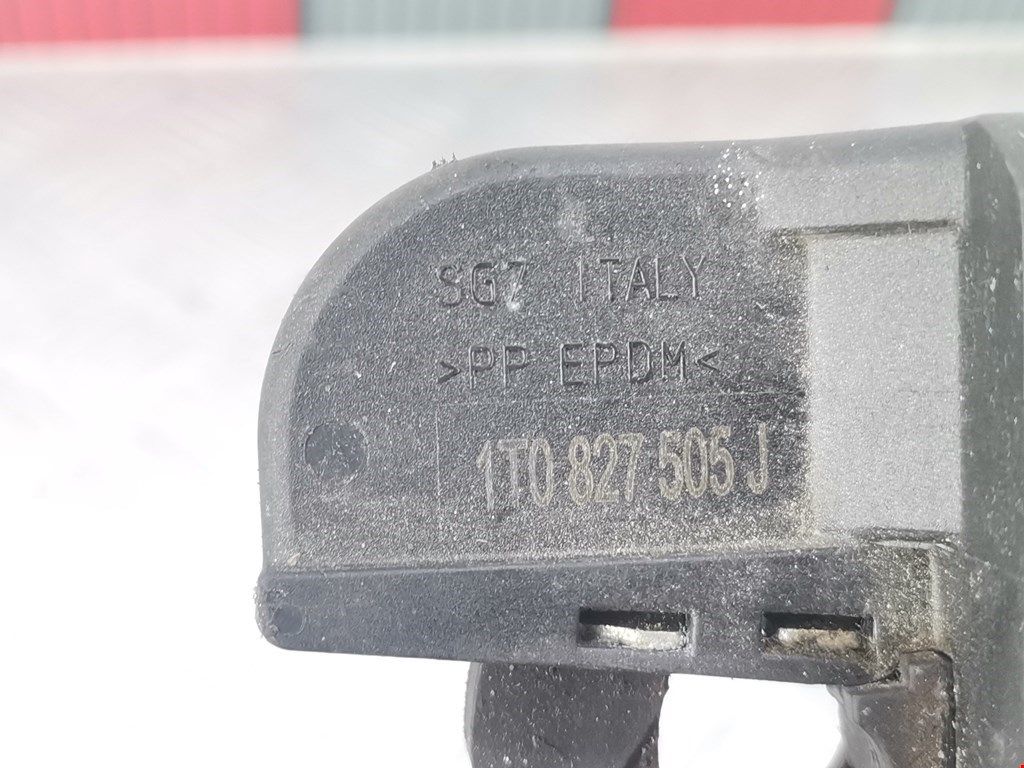 SG7 ITALY
>PP EPDM<
1T0 827 505 J